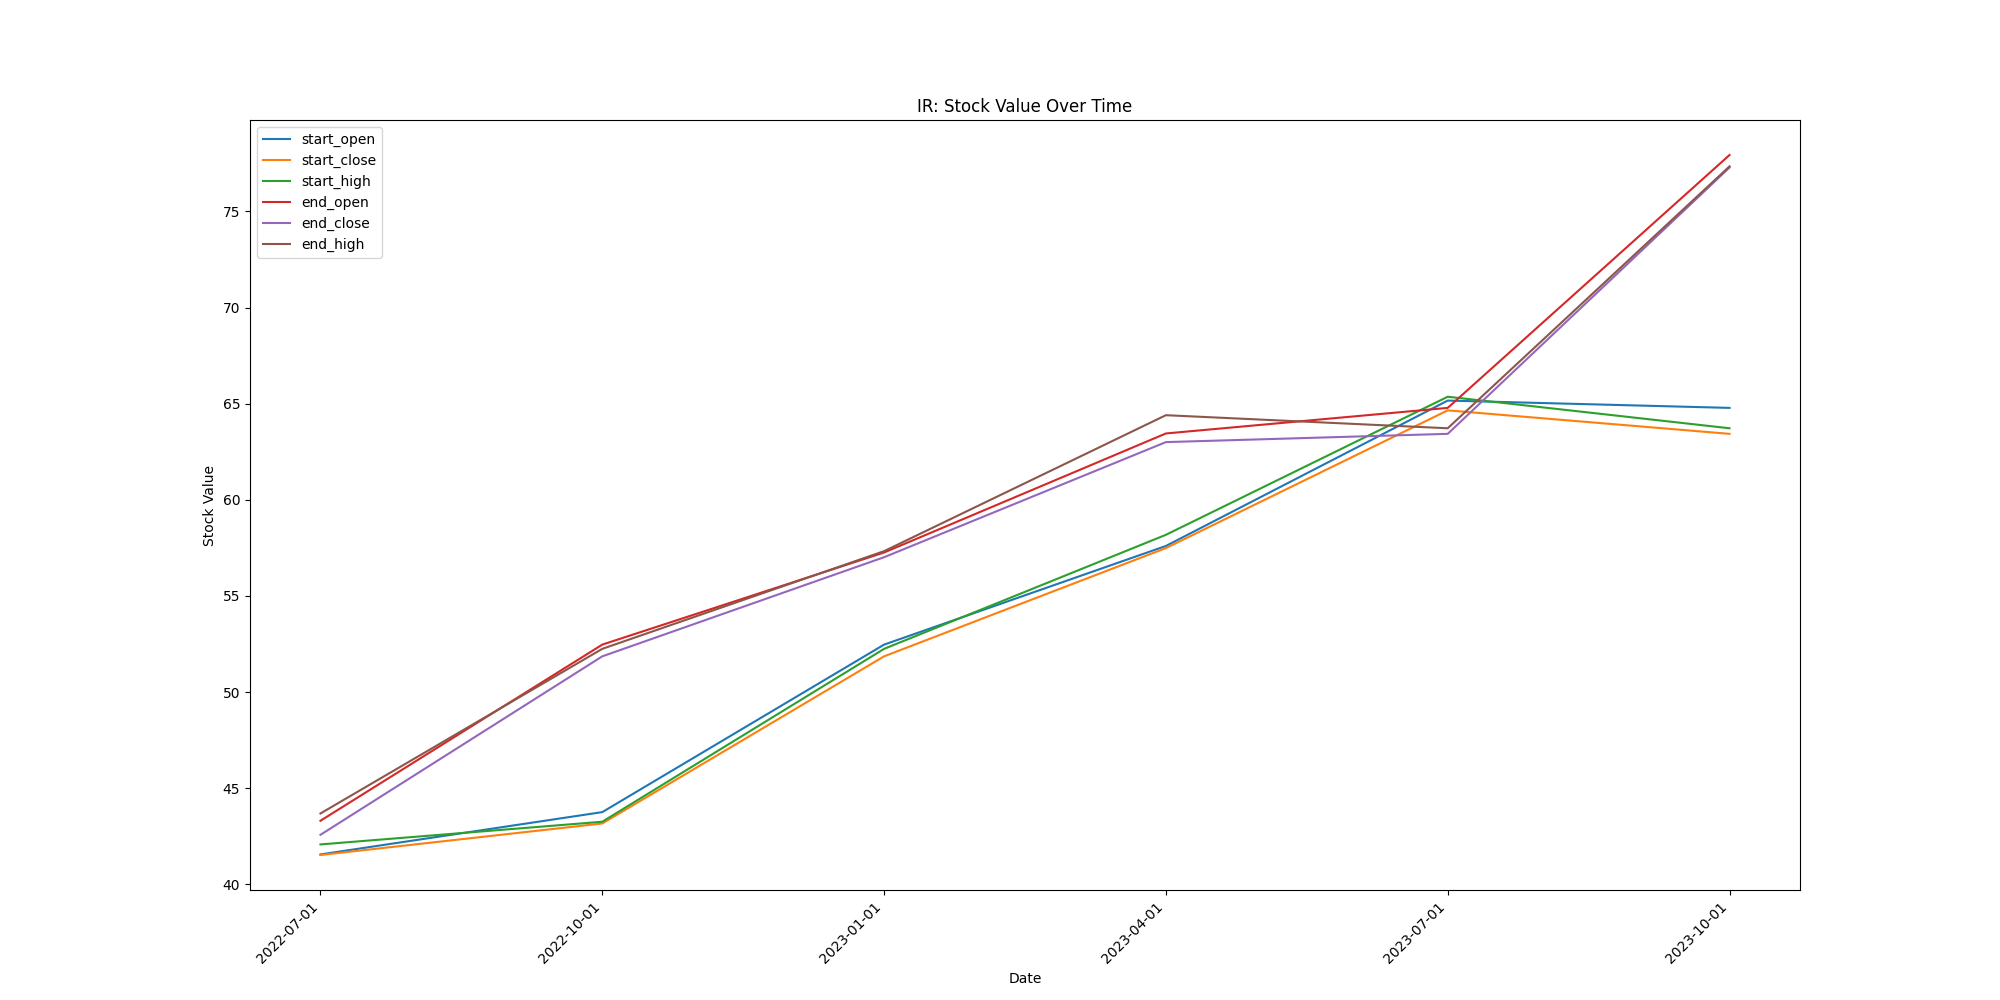 IR: Stock Value Over Time
start_open
start_close
start_high
end_open
end_close
end_high
Stock Value
75
70
65
60
55
50
45
40
2022-07-01
2022-10-01
2023-01-01
2023-04-01
2023-07-01
2023-10-01
Date